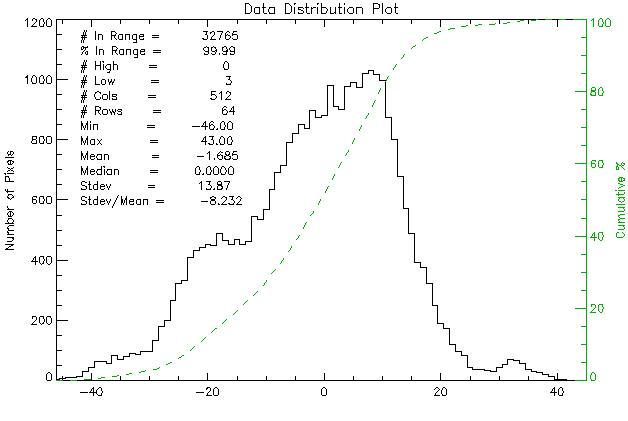 Data Distribution Plot
# In Range = 32765
% In Range = 99.99
# High = 0
# Low = 3
# Cols = 512
# Rows = 64
Min = -46.00
Max = 43.00
Mean = -1.685
Median = 0.0000
Stdev = 13.87
Stdev/Mean = -8.232
Number of Pixels
1200
1000
800
600
400
200
0
-40
-20
0
20
40
100
80
60
40
20
0
Cumulative %